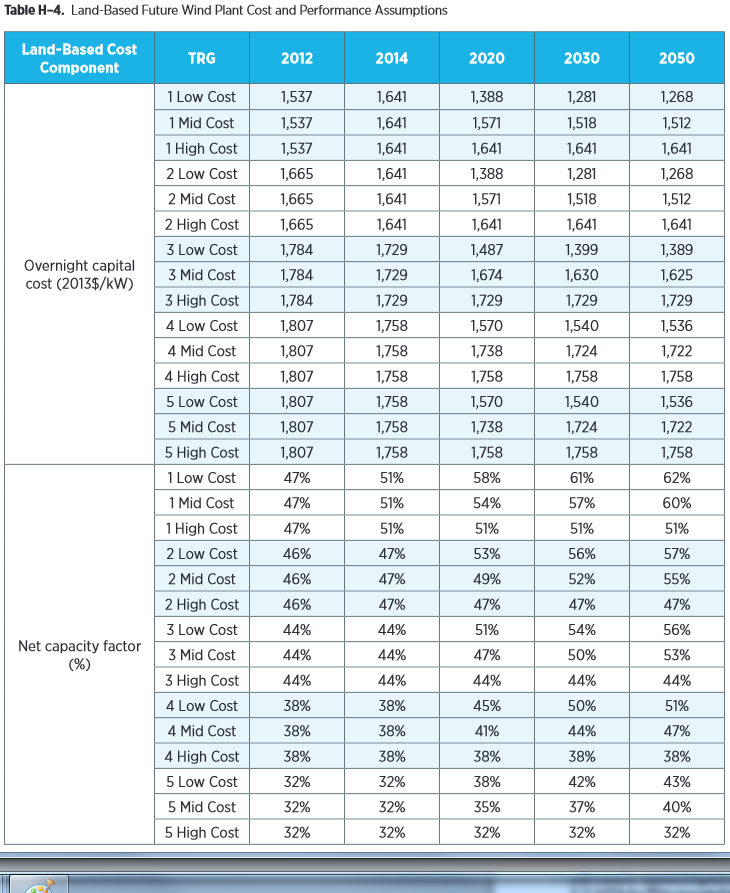 Table H–4. Land-Based Future Wind Plant Cost and Performance Assumptions
Land-Based Cost
Component
TRG 2012 2014 2020 2030 2050
Overnight capital
cost (2013$/kW)
1 Low Cost 1,537 1,641 1,388 1,281 1,268
1 Mid Cost 1,537 1,641 1,571 1,518 1,512
1 High Cost 1,537 1,641 1,641 1,641 1,641
2 Low Cost 1,665 1,641 1,388 1,281 1,268
2 Mid Cost 1,665 1,641 1,571 1,518 1,512
2 High Cost 1,665 1,641 1,641 1,641 1,641
3 Low Cost 1,784 1,729 1,487 1,399 1,389
3 Mid Cost 1,784 1,729 1,674 1,630 1,625
3 High Cost 1,784 1,729 1,729 1,729 1,729
4 Low Cost 1,807 1,758 1,570 1,540 1,536
4 Mid Cost 1,807 1,758 1,738 1,724 1,722
4 High Cost 1,807 1,758 1,758 1,758 1,758
5 Low Cost 1,807 1,758 1,570 1,540 1,536
5 Mid Cost 1,807 1,758 1,738 1,724 1,722
5 High Cost 1,807 1,758 1,758 1,758 1,758
Net capacity factor
(%)
1 Low Cost 47% 51% 58% 61% 62%
1 Mid Cost 47% 51% 54% 57% 60%
1 High Cost 47% 51% 51% 51% 51%
2 Low Cost 46% 47% 53% 56% 57%
2 Mid Cost 46% 47% 49% 52% 55%
2 High Cost 46% 47% 47% 47% 47%
3 Low Cost 44% 44% 51% 54% 56%
3 Mid Cost 44% 44% 47% 50% 53%
3 High Cost 44% 44% 44% 44% 44%
4 Low Cost 38% 38% 45% 50% 51%
4 Mid Cost 38% 38% 41% 44% 47%
4 High Cost 38% 38% 38% 38% 38%
5 Low Cost 32% 32% 38% 42% 43%
5 Mid Cost 32% 32% 35% 37% 40%
5 High Cost 32% 32% 32% 32% 32%